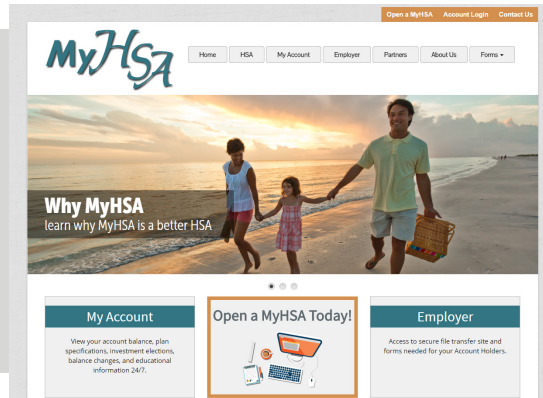 Open a MyHSA Account Login Contact Us
MyHSA
Home HSA My Account Employer Partners About Us Forms
Why MyHSA
learn why MyHSA is a better HSA
My Account
View your account balance, plan
specifications, investment elections,
balance changes, and educational
information 24/7.
Open a MyHSA Today!
Employer
Access to secure file transfer site and
forms needed for your Account Holders.